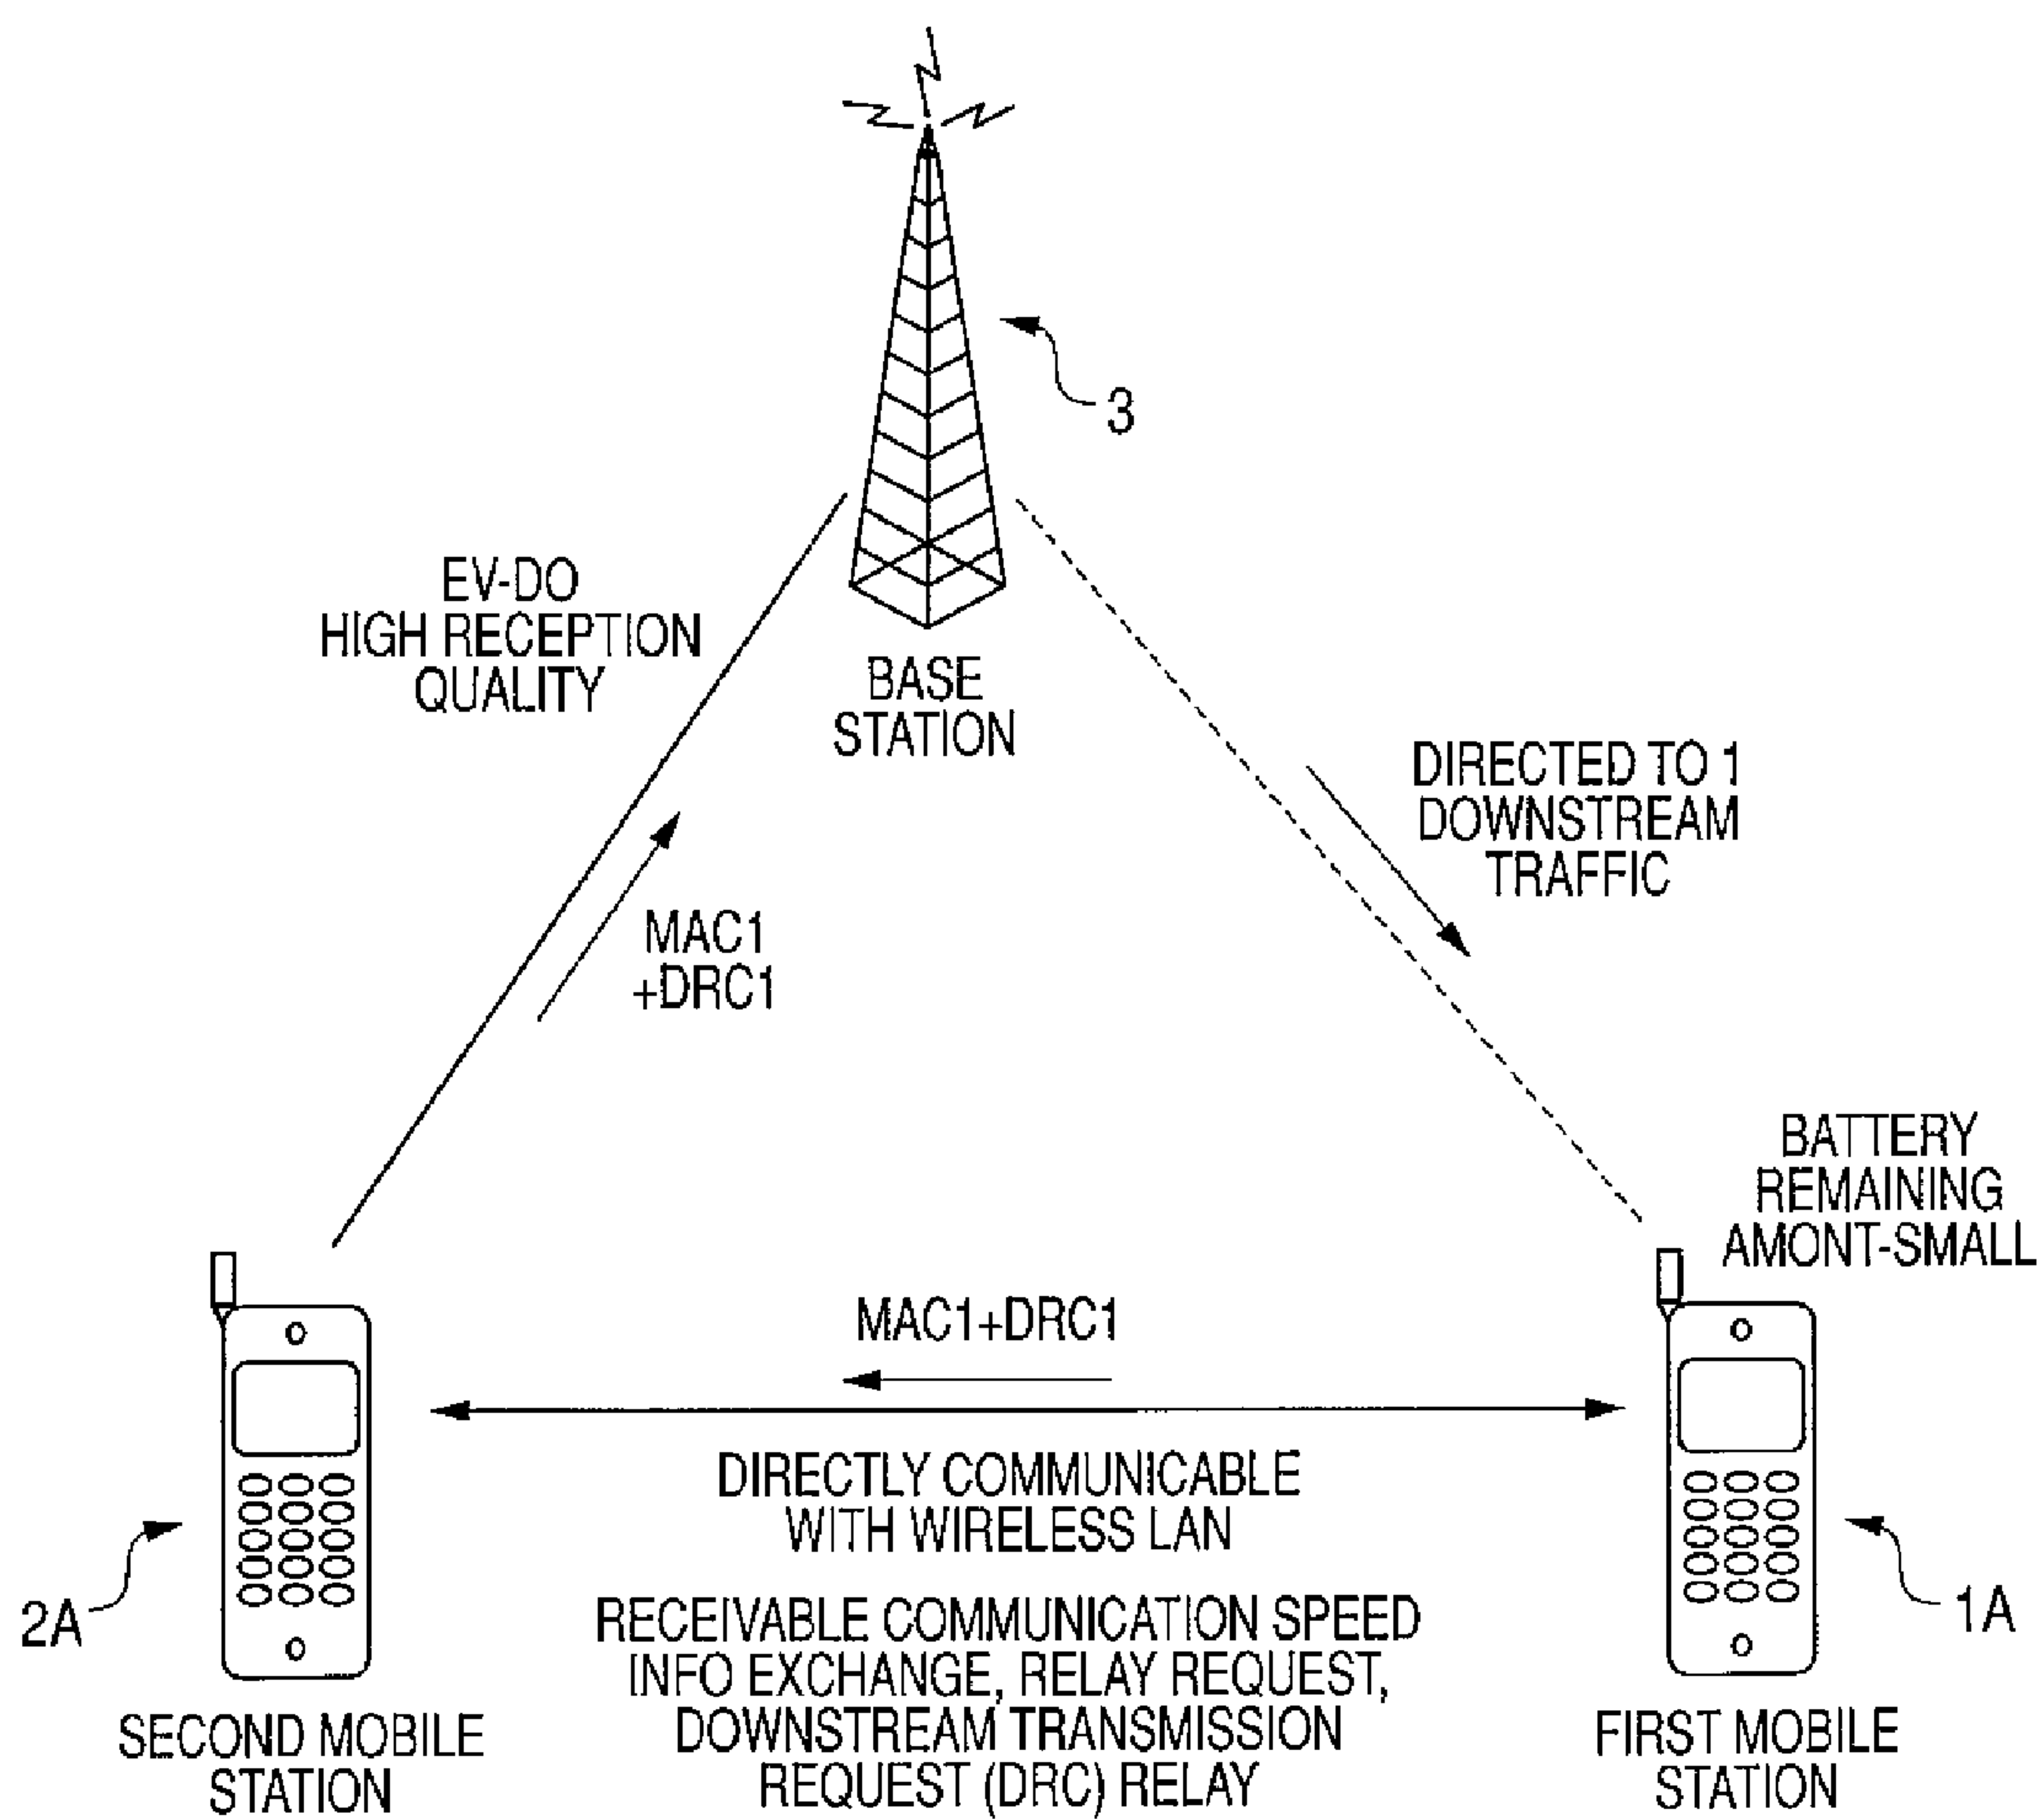 3
EV-DO
HIGH RECEPTION
QUALITY
BASE
STATION
DIRECTED TO 1
DOWNSTREAM
TRAFFIC
MAC1
+DRC1
BATTERY
REMAINING
AMONT-SMALL
MAC1+DRC1
DIRECTLY COMMUNICABLE
WITH WIRELESS LAN
2A
1A
RECEIVABLE COMMUNICATION SPEED
INFO EXCHANGE, RELAY REQUEST,
DOWNSTREAM TRANSMISSION
REQUEST (DRC) RELAY
SECOND MOBILE
STATION
FIRST MOBILE
STATION